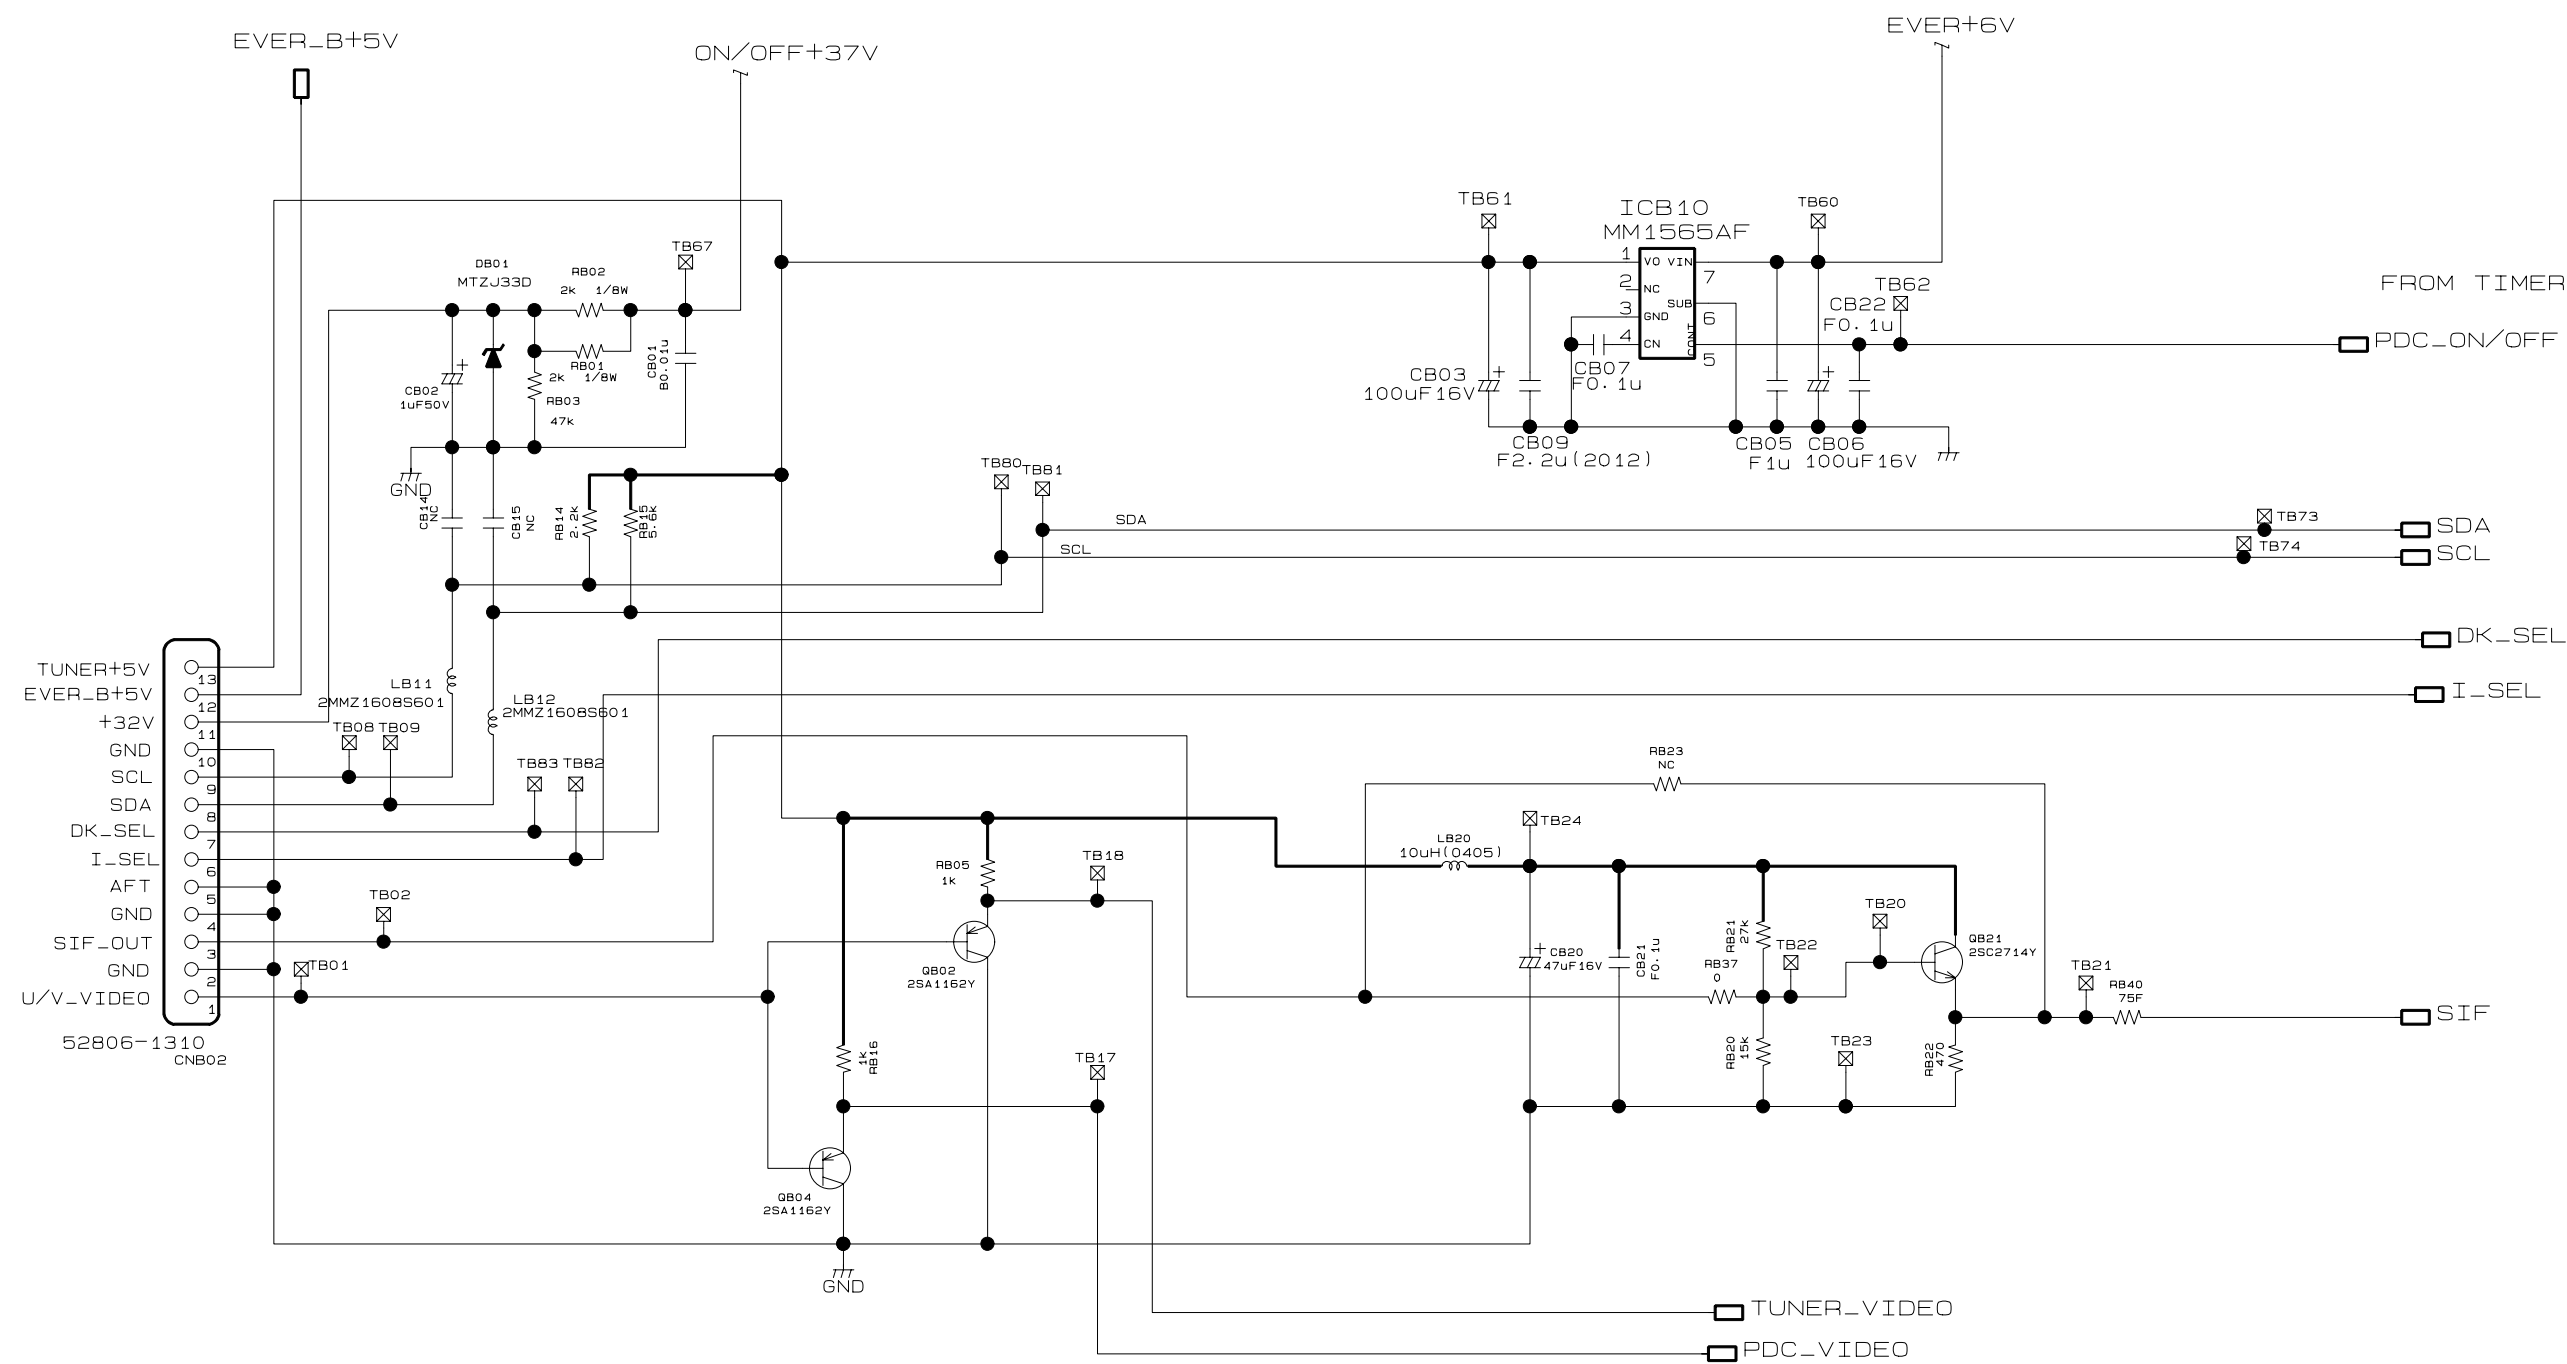 EVER_B+5V
ON/OFF+37V
EVER+6V
TB61
ICB10
MM1565AF
TB60
TB67
DB01
MTZJ33D
RB02
2k 1/8W
1
VO VIN
7
2
NC
SUB
3
GND
6
4
CN
CONT
5
TB62
CB22
F0.1u
FROM TIMER
PDC_ON/OFF
CB01
B0.01u
RB01
2k 1/8W
CB02
1uF50V
RB03
47k
CB03
100uF16V
CB07
F0.1u
CB09
F2.2u(2012)
CB05
F1u
CB06
100uF16V
GND
CB14
NC
CB15
NC
RB14
2.2k
RB15
5.6k
TB80
TB81
SDA
SCL
TB73
SDA
TB74
SCL
DK_SEL
I_SEL
LB11
2MMZ1608S601
LB12
2MMZ1608S601
TB08
TB09
TB83
TB82
TUNER+5V
13
EVER_B+5V
12
+32V
11
GND
10
SCL
9
SDA
8
DK_SEL
7
I_SEL
6
AFT
5
GND
4
SIF_OUT
3
GND
2
U/V_VIDEO
1
52806-1310
CNB02
TB02
TB01
RB05
1k
TB18
QB02
2SA1162Y
1k
RB16
TB17
QB04
2SA1162Y
GND
RB23
NC
TB24
LB20
10uH(0405)
CB20
47uF16V
CB21
F0.1u
RB21
27k
RB37
0
TB22
TB20
QB21
2SC2714Y
TB21
RB40
75F
SIF
RB20
15k
TB23
RB22
470
TUNER_VIDEO
PDC_VIDEO